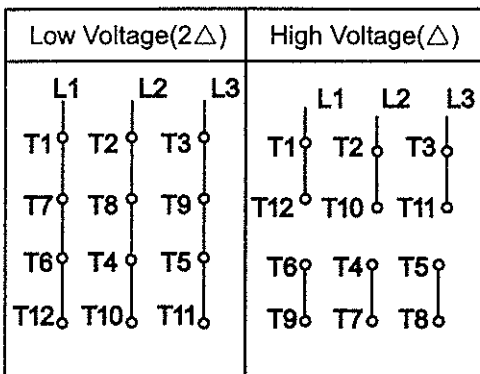 Low Voltage(2△)
L1 L2 L3
T1 T2 T3
T7 T8 T9
T6 T4 T5
T12 T10 T11
High Voltage(△)
L1 L2 L3
T1 T2 T3
T12 T10 T11
T6 T4 T5
T9 T7 T8